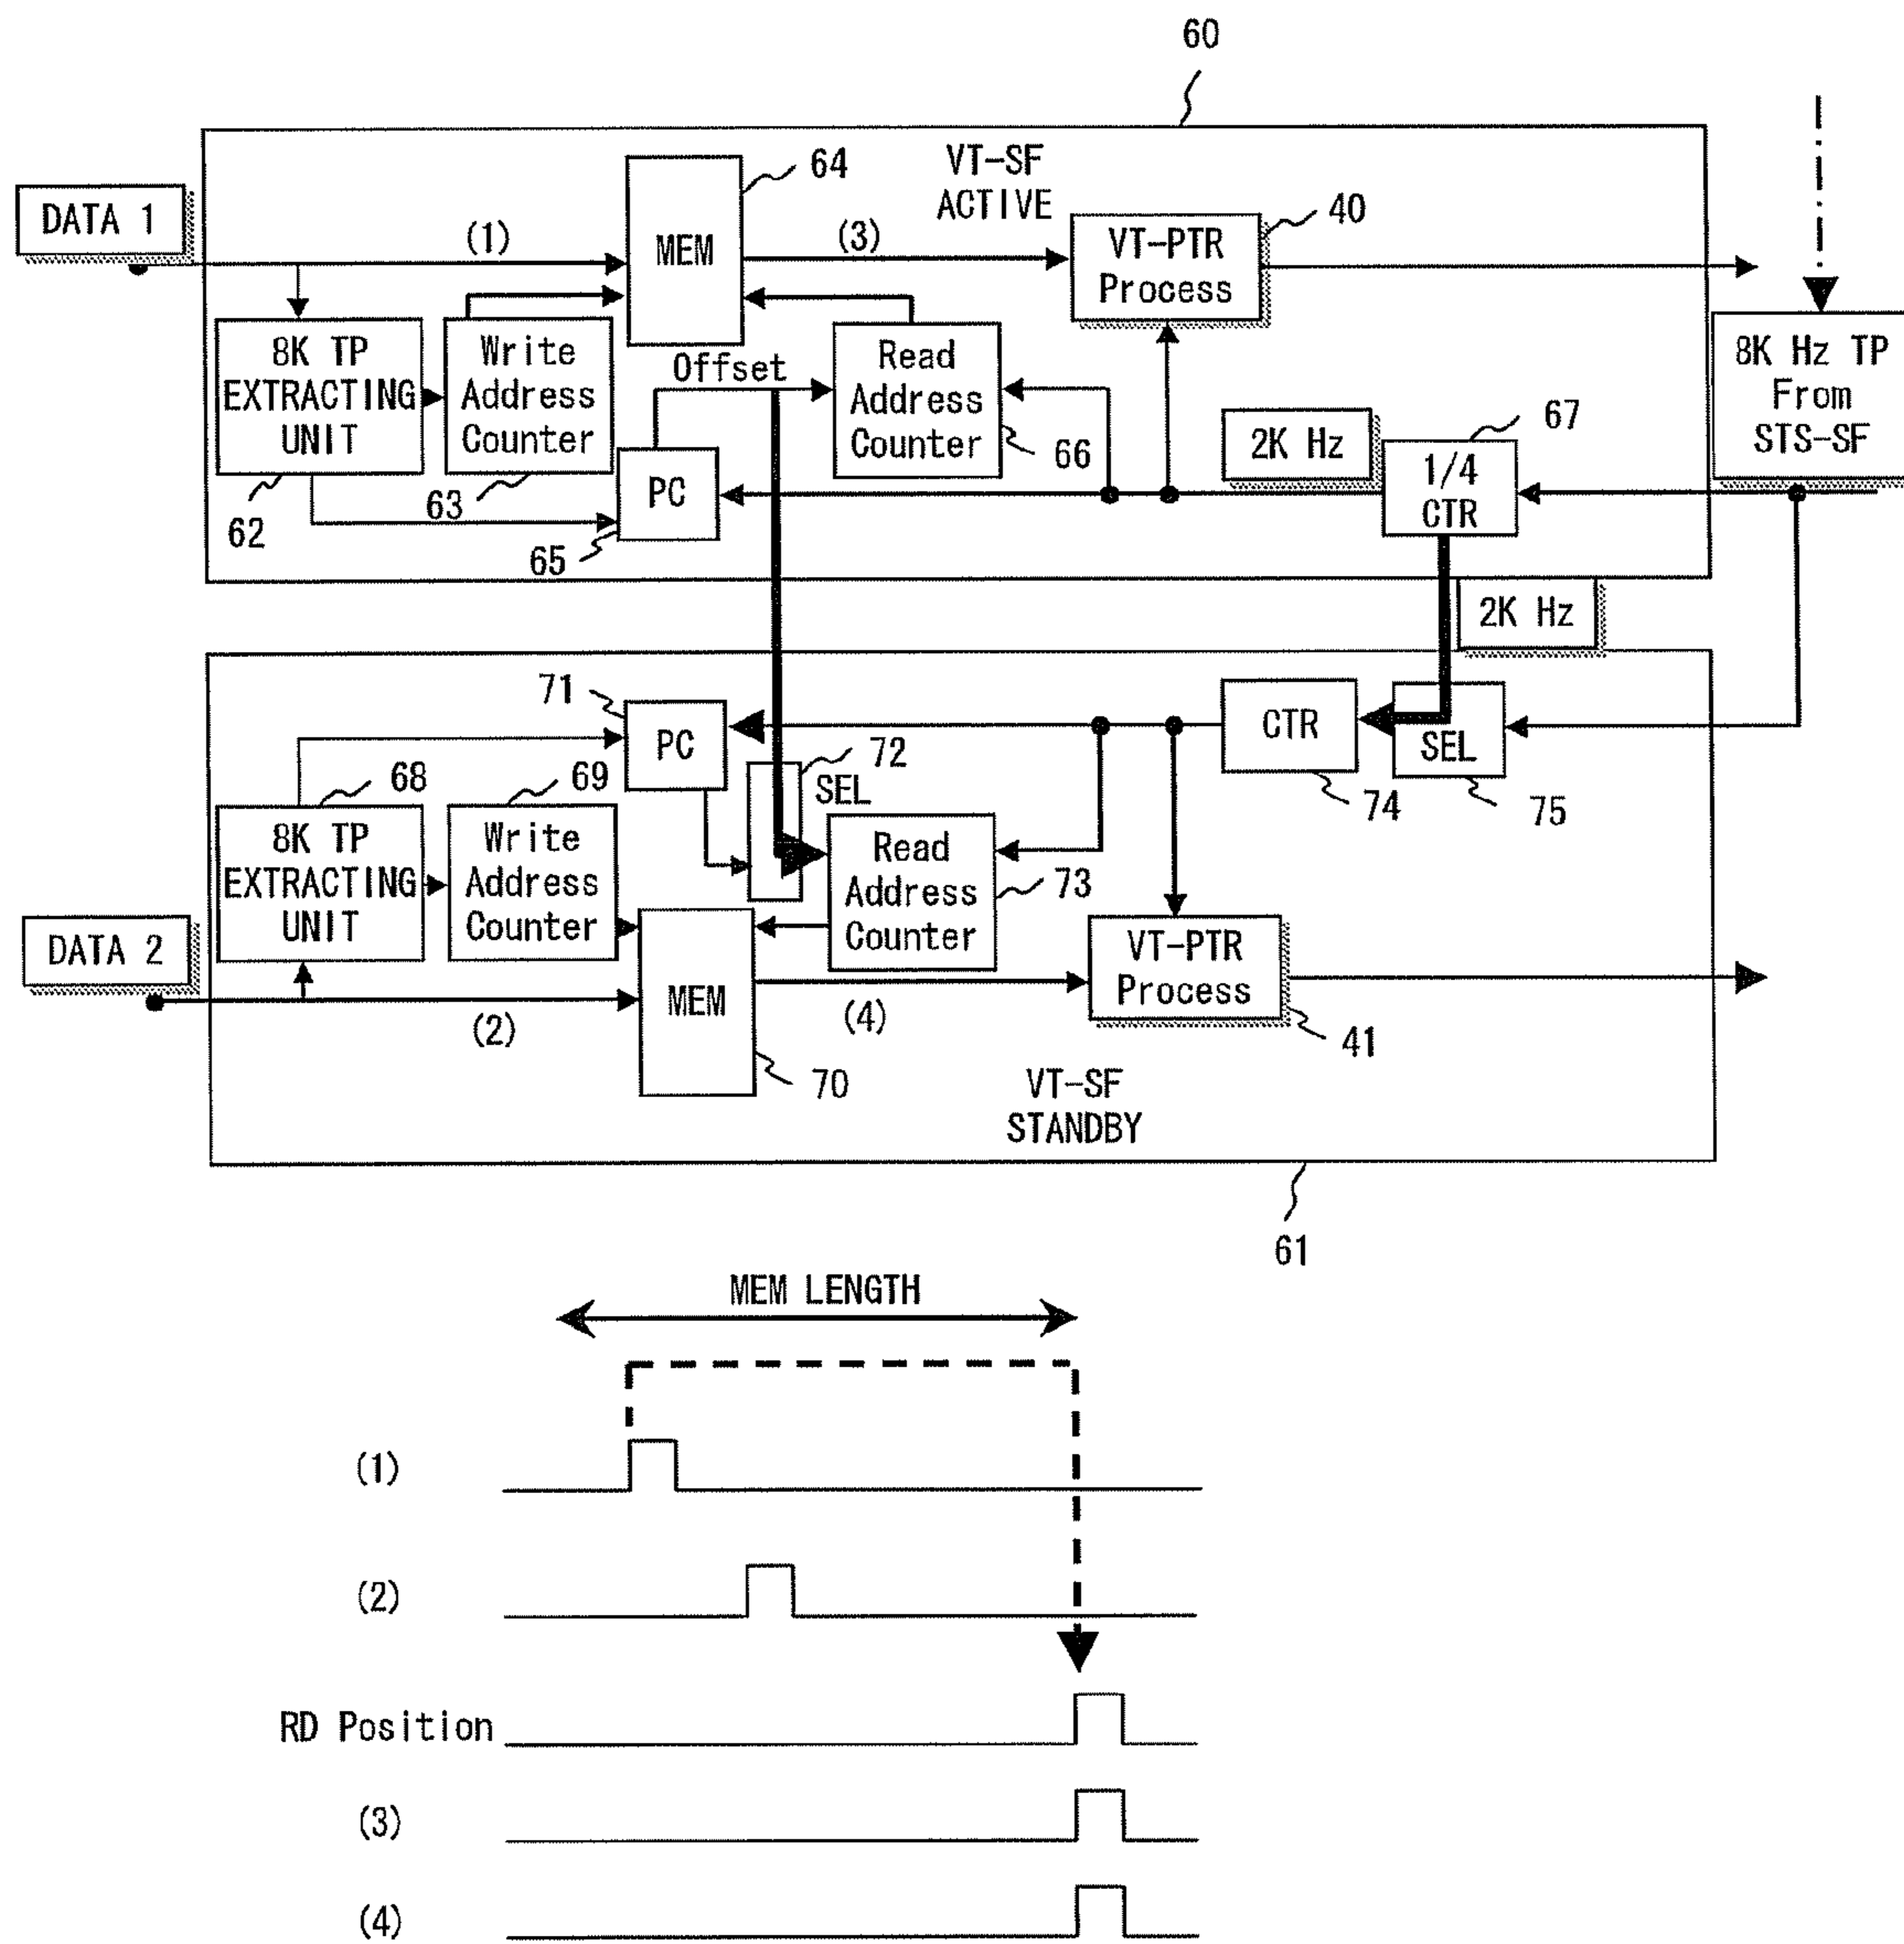 60
VT-SF
ACTIVE
64
40
DATA 1
(1)
MEM
(3)
VT-PTR
Process
8K TP
EXTRACTING
UNIT
Write
Address
Counter
Offset
Read
Address
Counter
8K Hz TP
From
STS-SF
67
2K Hz
1/4
CTR
66
PC
62
63
65
2K Hz
71
PC
72
SEL
CTR
SEL
74
75
68
69
8K TP
EXTRACTING
UNIT
Write
Address
Counter
Read
Address
Counter
73
DATA 2
VT-PTR
Process
(2)
MEM
(4)
41
70
VT-SF
STANDBY
61
MEM LENGTH
(1)
(2)
RD Position
(3)
(4)